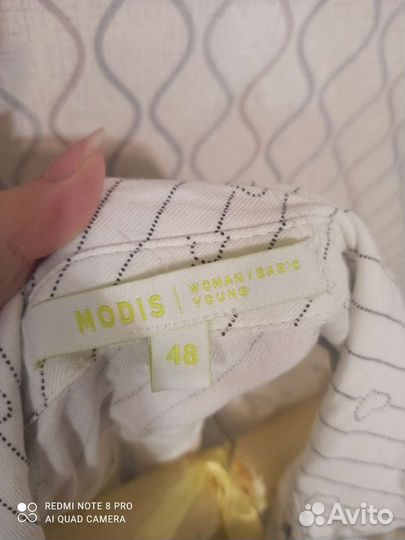 MODIS | WOMAN / BASIC
YOUNG
48
REDMI NOTE 8 PRO
AI QUAD CAMERA
Avito